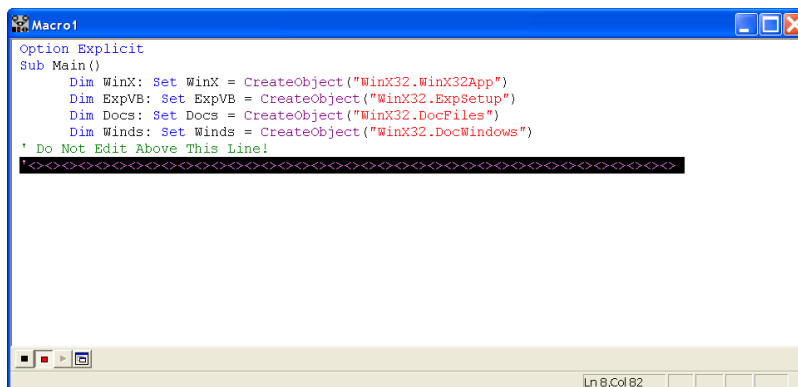 Macro1
Option Explicit
Sub Main()
Dim WinX: Set WinX = CreateObject("WinX32.WinX32App")
Dim ExpVB: Set ExpVB = CreateObject("WinX32.ExpSetup")
Dim Docs: Set Docs = CreateObject("WinX32.DocFiles")
Dim Winds: Set Winds = CreateObject("WinX32.DocWindows")
' Do Not Edit Above This Line!
'<><><><><><><><><><><><><><><><><><><><><><><><><><><><><><><><><><><><><>
Ln 8,Col 82